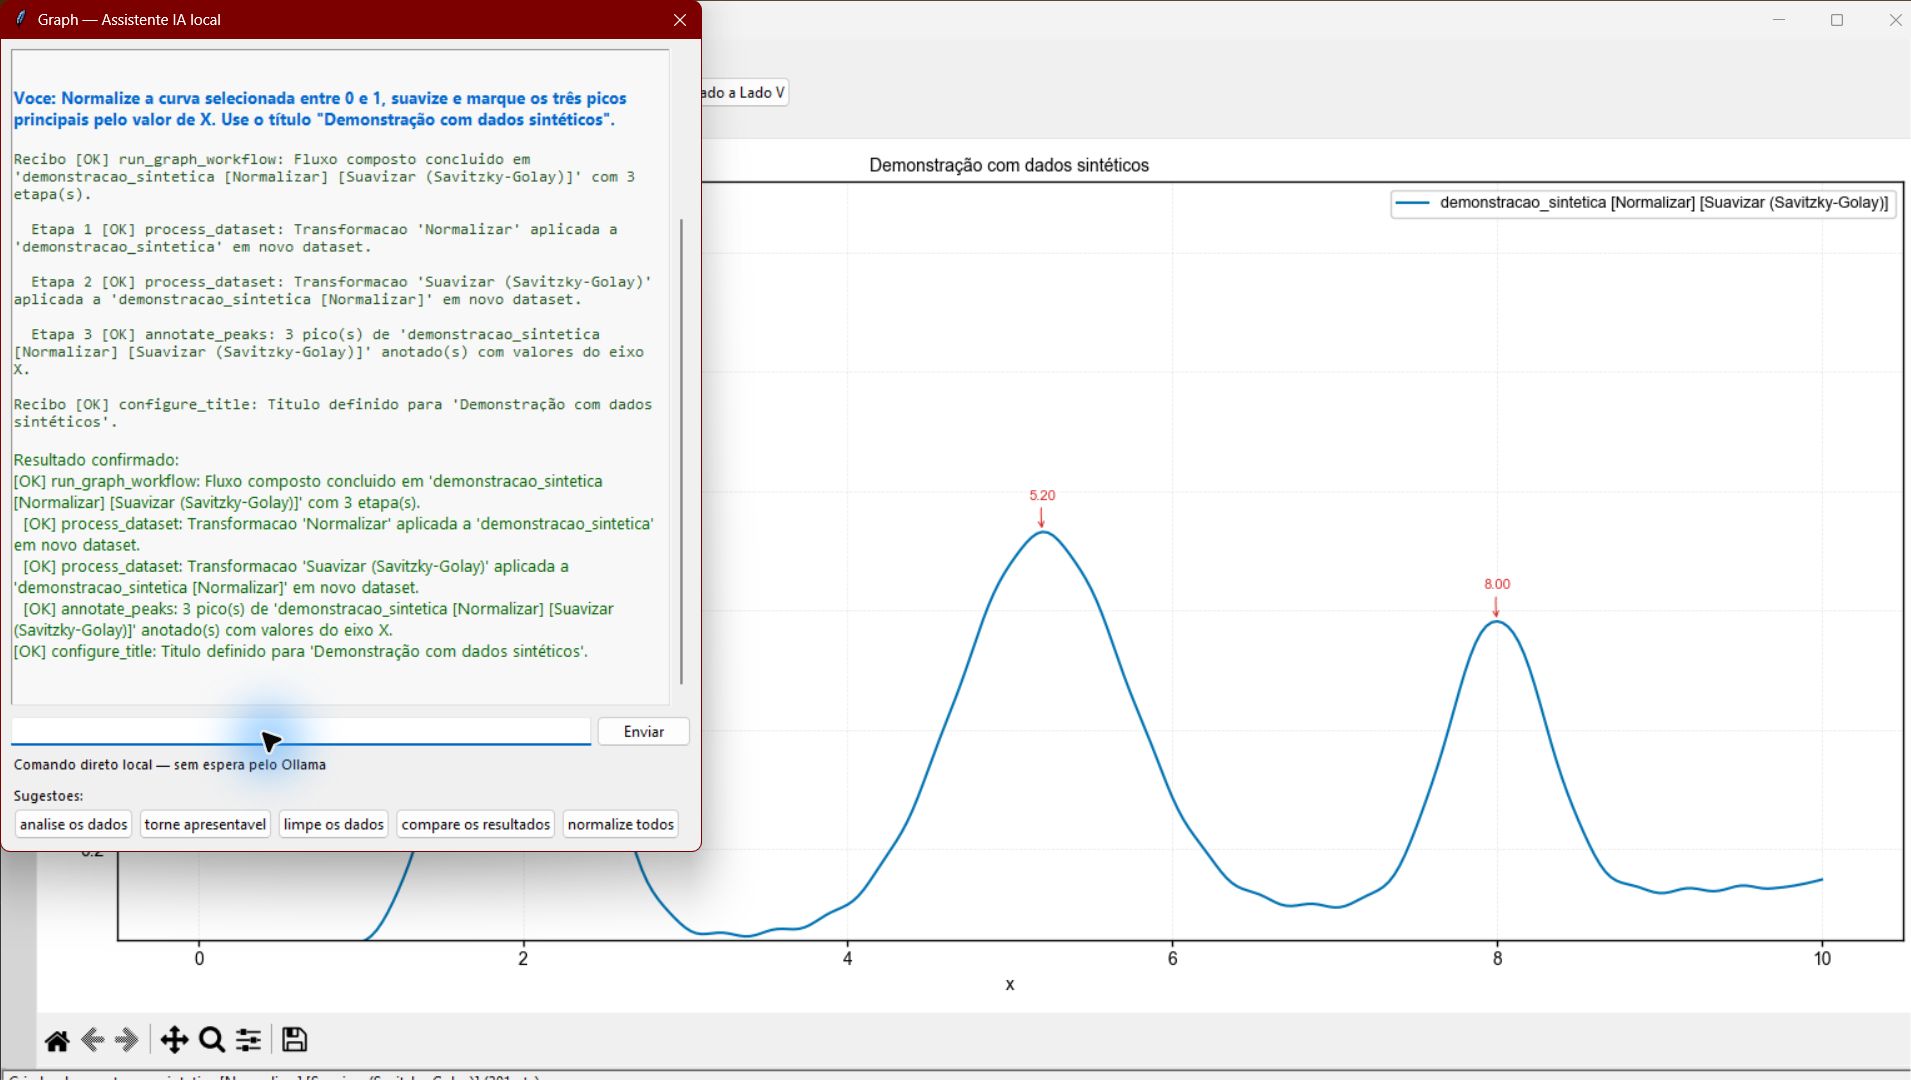 Graph — Assistente IA local
Voce: Normalize a curva selecionada entre 0 e 1, suavize e marque os três picos
principais pelo valor de X. Use o título "Demonstração com dados sintéticos".
Recibo [OK] run_graph_workflow: Fluxo composto concluido em
'demonstracao_sintetica [Normalizar] [Suavizar (Savitzky-Golay)]' com 3
etapa(s).
Etapa 1 [OK] process_dataset: Transformacao 'Normalizar' aplicada a
'demonstracao_sintetica' em novo dataset.
Etapa 2 [OK] process_dataset: Transformacao 'Suavizar (Savitzky-Golay)'
aplicada a 'demonstracao_sintetica [Normalizar]' em novo dataset.
Etapa 3 [OK] annotate_peaks: 3 pico(s) de 'demonstracao_sintetica
[Normalizar] [Suavizar (Savitzky-Golay)]' anotado(s) com valores do eixo
X.
Recibo [OK] configure_title: Titulo definido para 'Demonstração com dados
sintéticos'.
Resultado confirmado:
[OK] run_graph_workflow: Fluxo composto concluido em 'demonstracao_sintetica
[Normalizar] [Suavizar (Savitzky-Golay)]' com 3 etapa(s).
[OK] process_dataset: Transformacao 'Normalizar' aplicada a 'demonstracao_sintetica'
em novo dataset.
[OK] process_dataset: Transformacao 'Suavizar (Savitzky-Golay)' aplicada a
'demonstracao_sintetica [Normalizar]' em novo dataset.
[OK] annotate_peaks: 3 pico(s) de 'demonstracao_sintetica [Normalizar] [Suavizar
(Savitzky-Golay)]' anotado(s) com valores do eixo X.
[OK] configure_title: Titulo definido para 'Demonstração com dados sintéticos'.
Enviar
Comando direto local — sem espera pelo Ollama
Sugestoes:
analise os dados
torne apresentavel
limpe os dados
compare os resultados
normalize todos
ado a Lado V
Demonstração com dados sintéticos
demonstracao_sintetica [Normalizar] [Suavizar (Savitzky-Golay)]
5.20
8.00
0.2
0 2 4 6 8 10
x